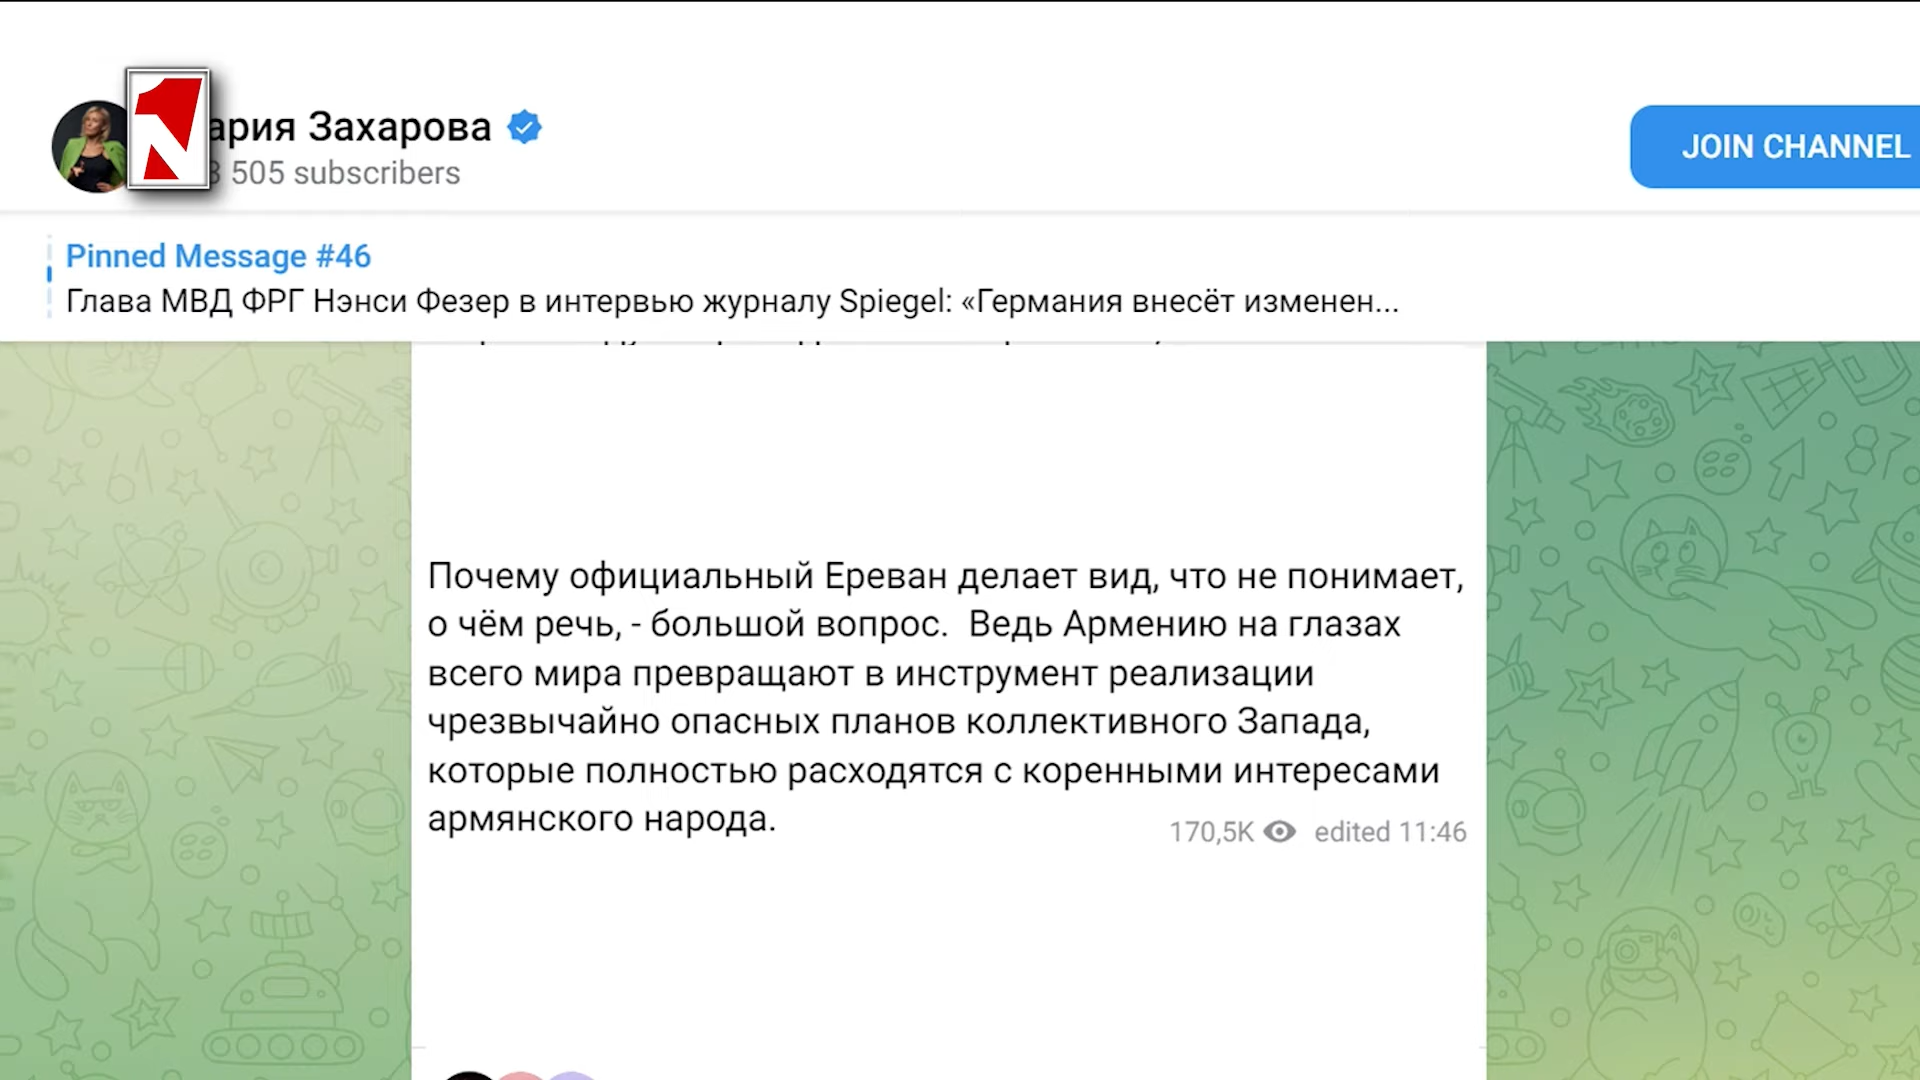 ария Захарова
505 subscribers
JOIN CHANNEL
Pinned Message #46
Глава МВД ФРГ Нэнси Фезер в интервью журналу Spiegel: «Германия внесёт изменен...
Почему официальный Ереван делает вид, что не понимает,
о чём речь, - большой вопрос.  Ведь Армению на глазах
всего мира превращают в инструмент реализации
чрезвычайно опасных планов коллективного Запада,
которые полностью расходятся с коренными интересами
армянского народа.
170,5K edited 11:46